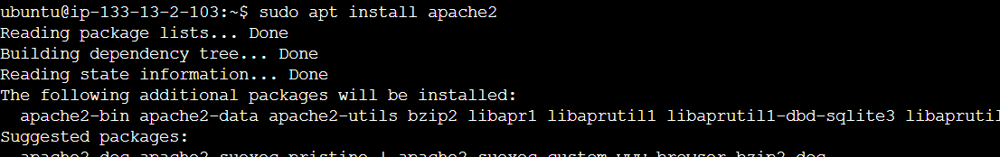 ubuntu@ip-133-13-2-103:~$ sudo apt install apache2
Reading package lists... Done
Building dependency tree... Done
Reading state information... Done
The following additional packages will be installed:
  apache2-bin apache2-data apache2-utils bzip2 libapr1 libaprutil1 libaprutil1-dbd-sqlite3 libaprutil
Suggested packages:
  apache2-doc apache2-suexec-pristine | apache2-suexec-custom www-browser bzip2-doc